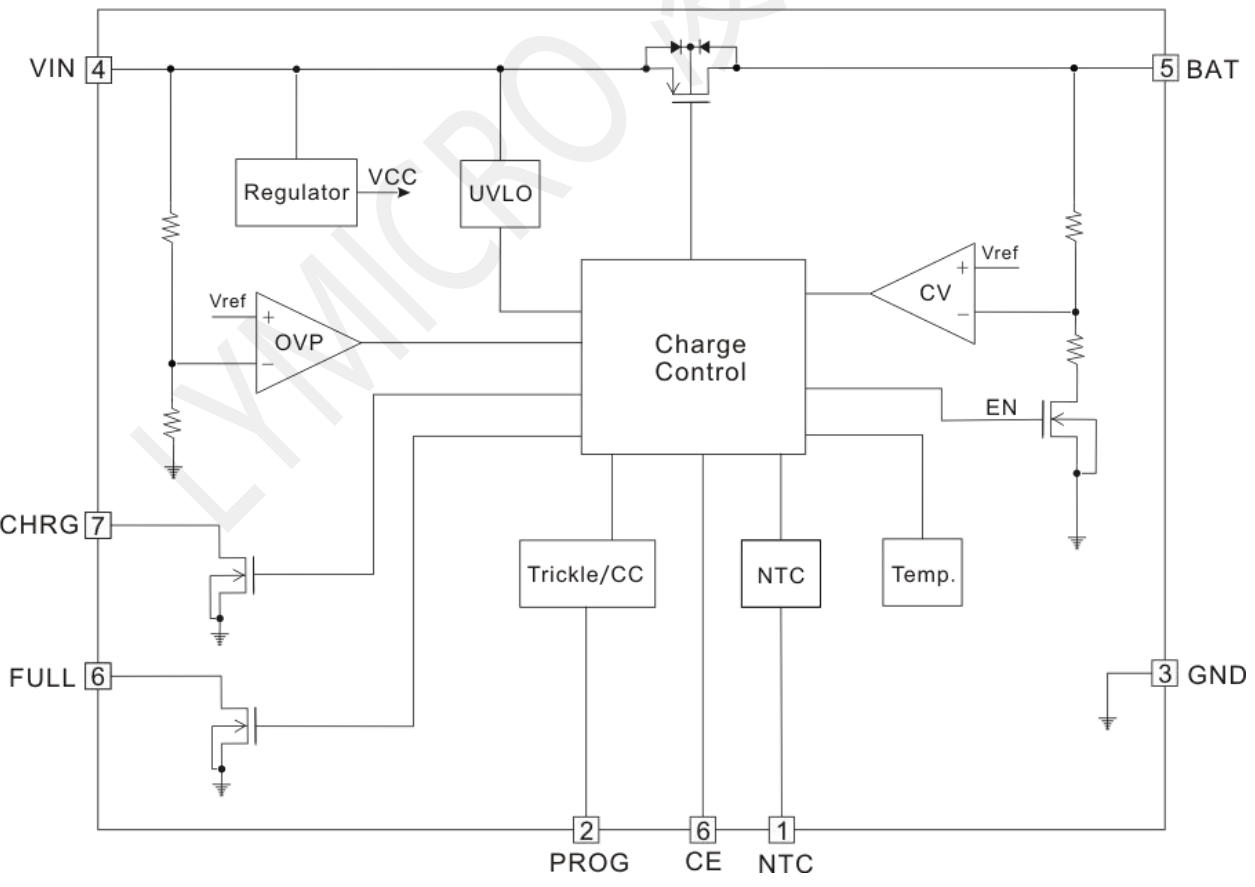 VIN 4
5 BAT
Regulator
VCC
UVLO
Vref
+
CV
−
Vref
+
OVP
−
Charge
Control
EN
CHRG 7
Trickle/CC
NTC
Temp.
FULL 6
3 GND
2
PROG
6
CE
1
NTC
LYMICRO